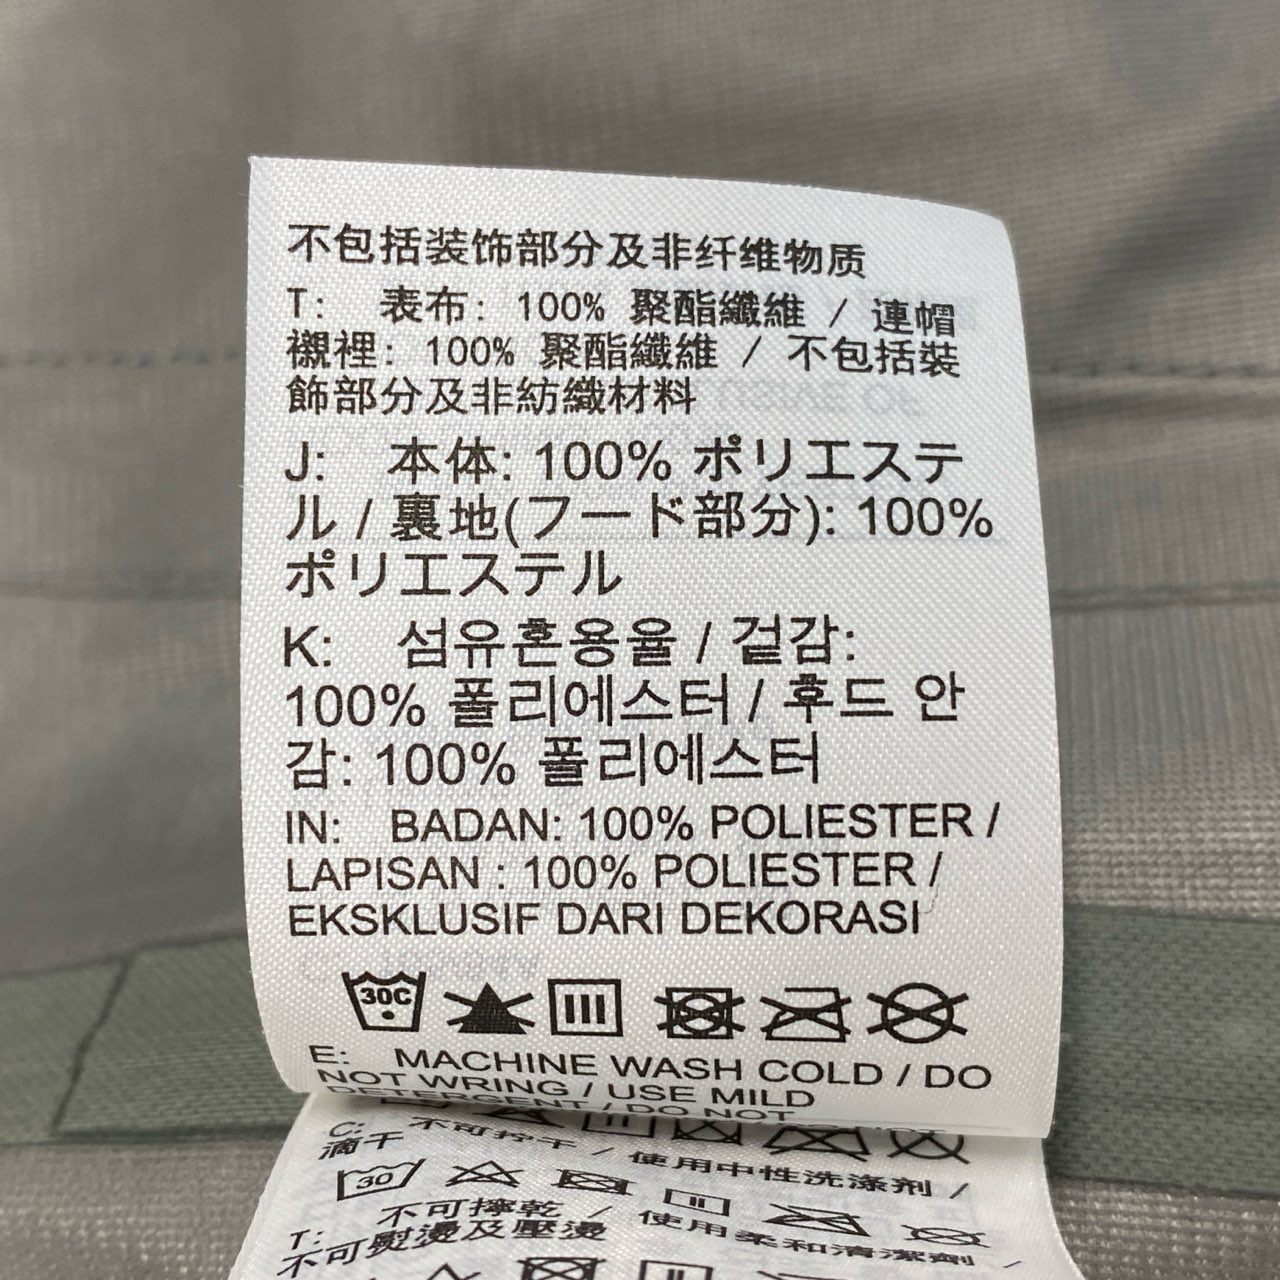 不包括装饰部分及非纤维物质
T: 表布: 100% 聚酯纖維 / 連帽
襯裡: 100% 聚酯纖維 / 不包括裝
飾部分及非紡織材料
J: 本体: 100% ポリエステ
ル / 裏地(フード部分): 100%
ポリエステル
K: 섬유혼용율 / 겉감:
100% 폴리에스터 / 후드 안
감: 100% 폴리에스터
IN: BADAN: 100% POLIESTER /
LAPISAN : 100% POLIESTER /
EKSKLUSIF DARI DEKORASI
30C
E: MACHINE WASH COLD / DO
NOT WRING / USE MILD
DETERGENT / DO NOT
C: 不可拧干 / 使用中性洗涤剂 /
滴干
30
T: 不可擰乾 / 使用柔和清潔劑 /
不可熨燙及壓燙